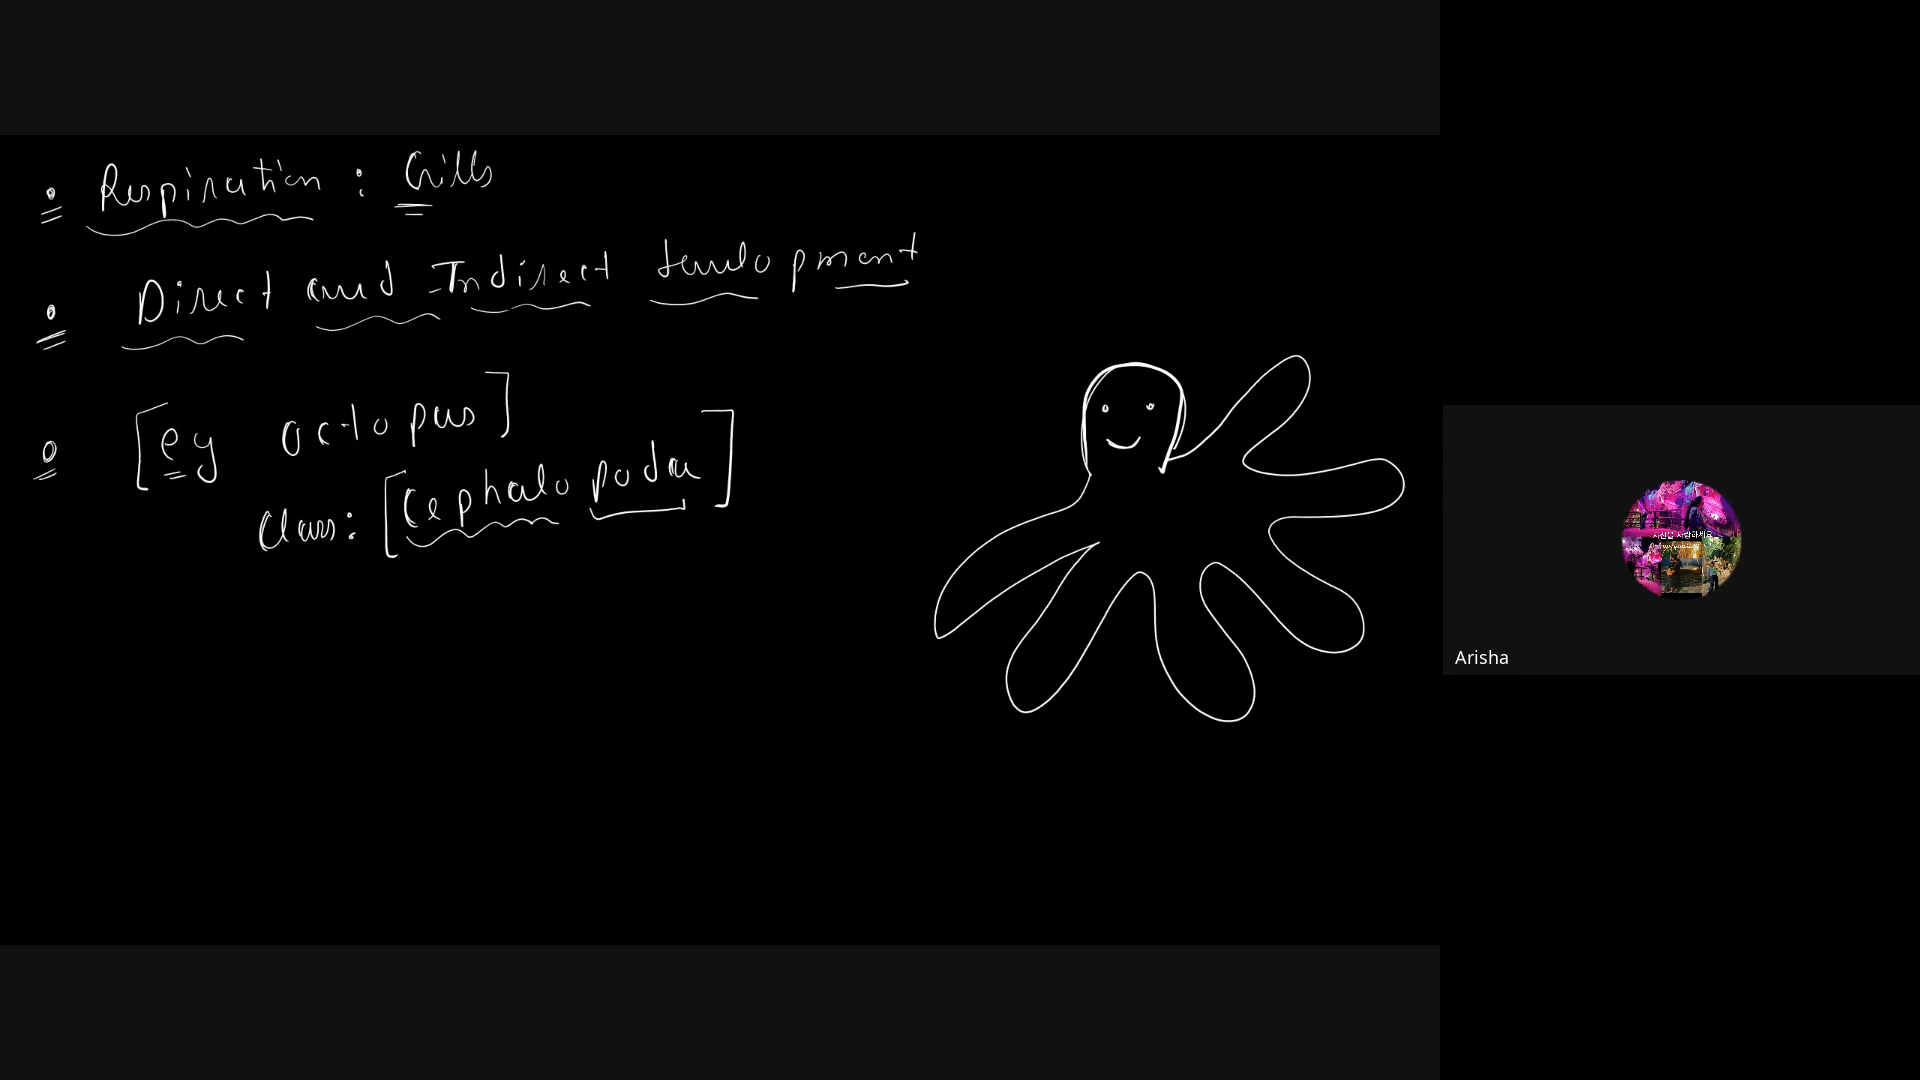 Respiration : Gills
Direct and Indirect development
[eg octopus]
Class: [Cephalopoda]
Arisha